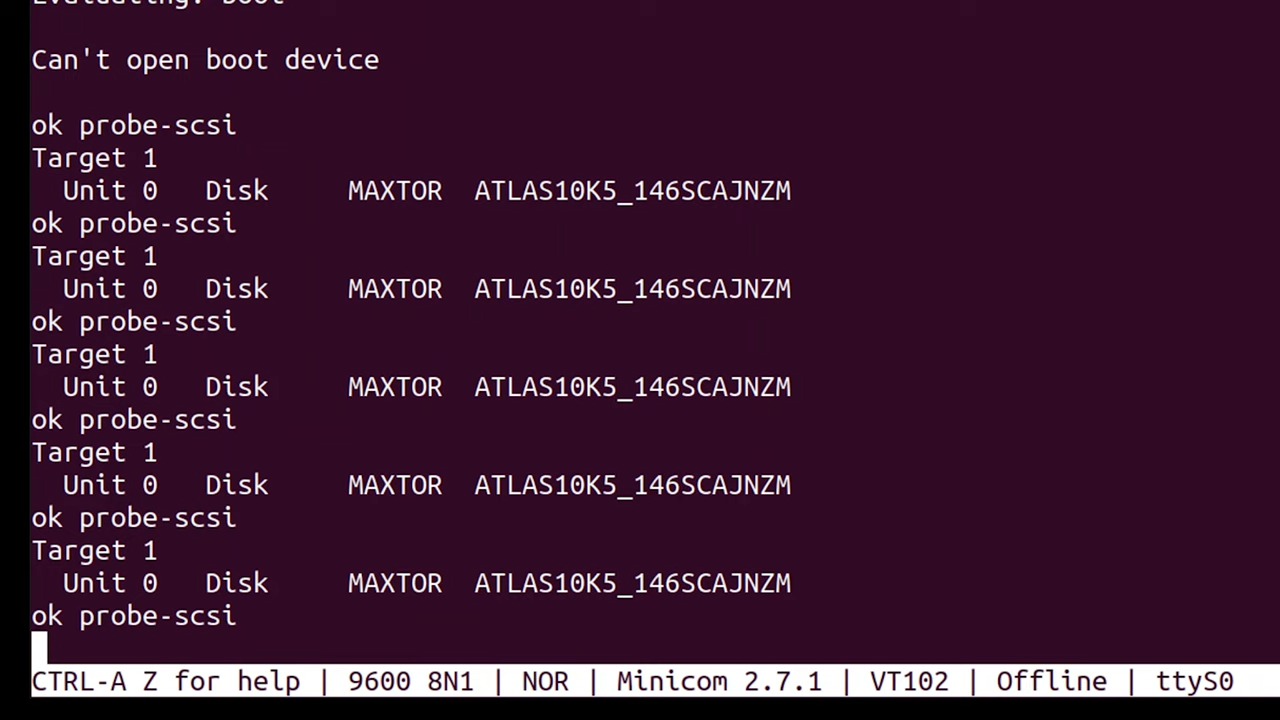 Evaluating: boot
Can't open boot device
ok probe-scsi
Target 1
  Unit 0   Disk     MAXTOR  ATLAS10K5_146SCAJNZM
ok probe-scsi
Target 1
  Unit 0   Disk     MAXTOR  ATLAS10K5_146SCAJNZM
ok probe-scsi
Target 1
  Unit 0   Disk     MAXTOR  ATLAS10K5_146SCAJNZM
ok probe-scsi
Target 1
  Unit 0   Disk     MAXTOR  ATLAS10K5_146SCAJNZM
ok probe-scsi
Target 1
  Unit 0   Disk     MAXTOR  ATLAS10K5_146SCAJNZM
ok probe-scsi
CTRL-A Z for help | 9600 8N1 | NOR | Minicom 2.7.1 | VT102 | Offline | ttyS0